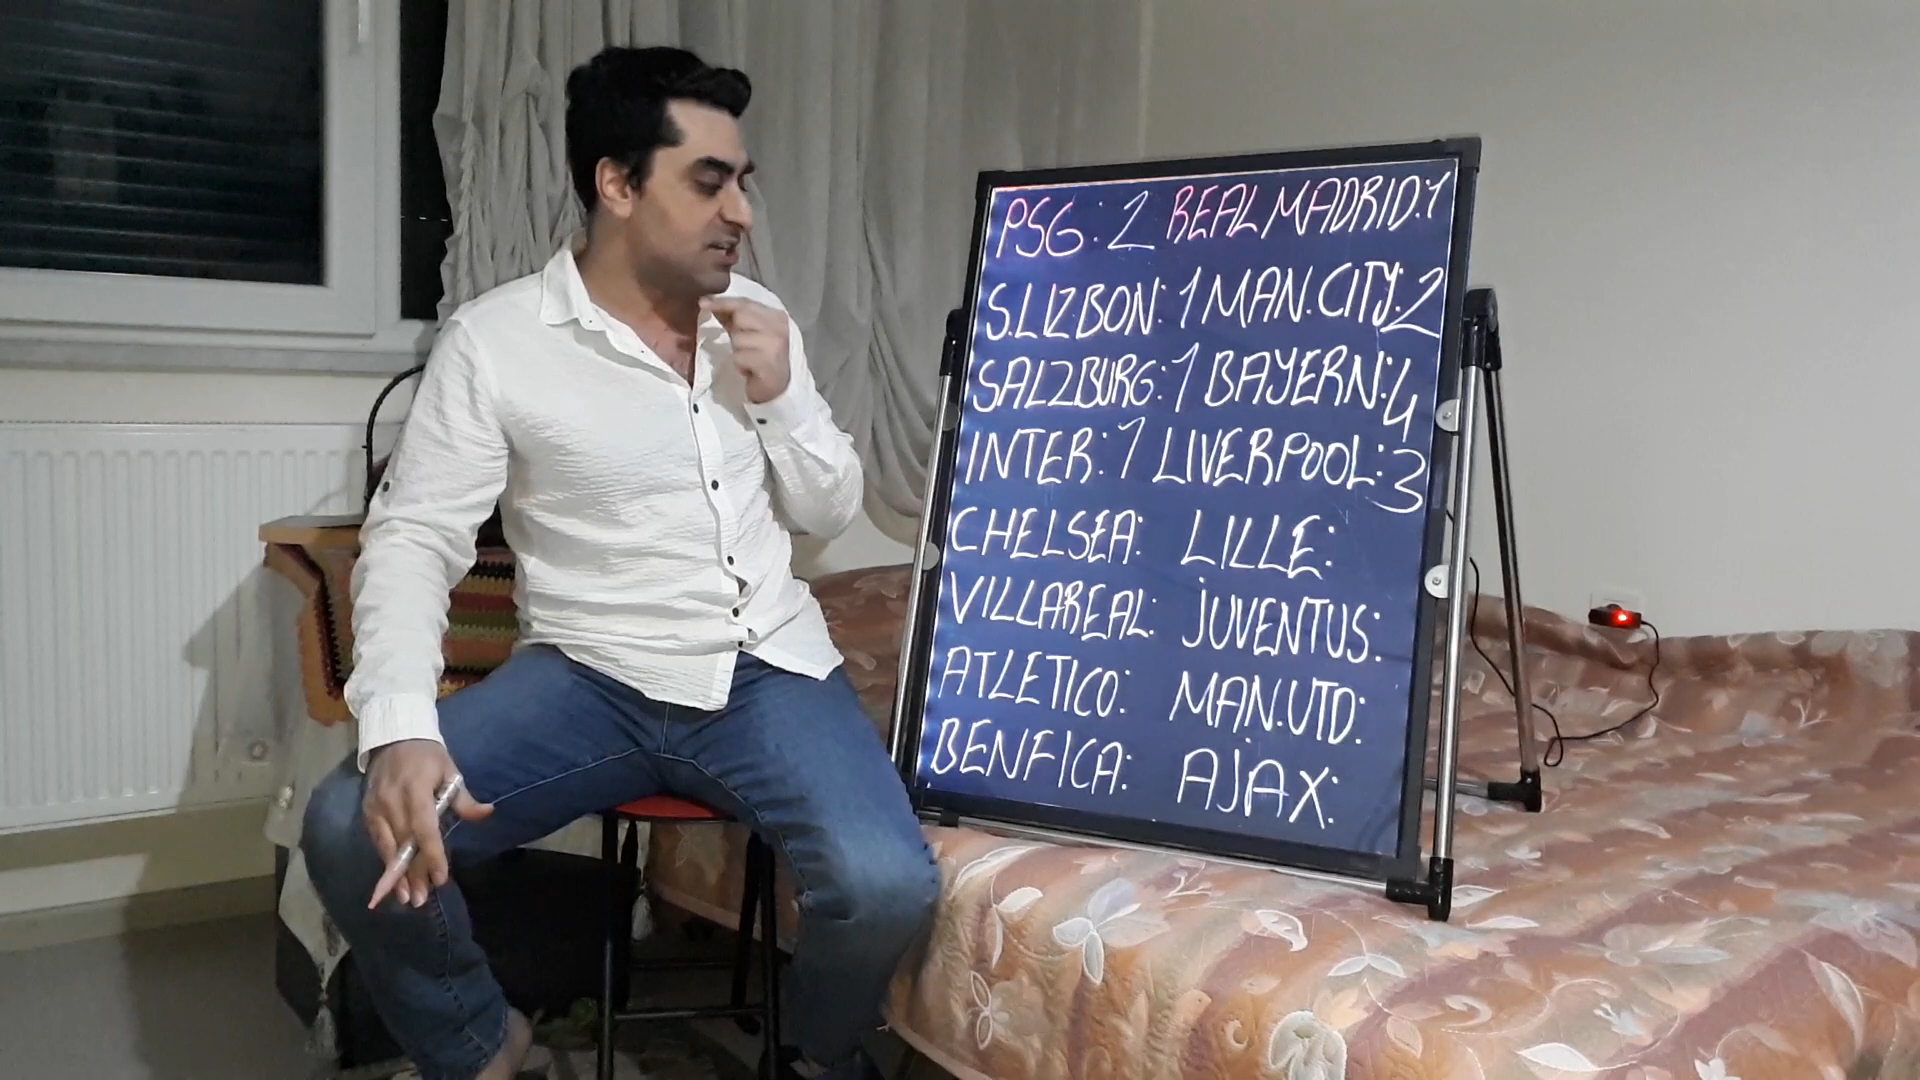 PSG: 2 REAL MADRID: 1
S.LIZBON: 1 MAN. CITY: 2
SALZBURG: 1 BAYERN: 4
INTER: 1 LIVERPOOL: 3
CHELSEA: LILLE:
VILLAREAL: JUVENTUS:
ATLETICO: MAN.UTD:
BENFICA: AJAX: